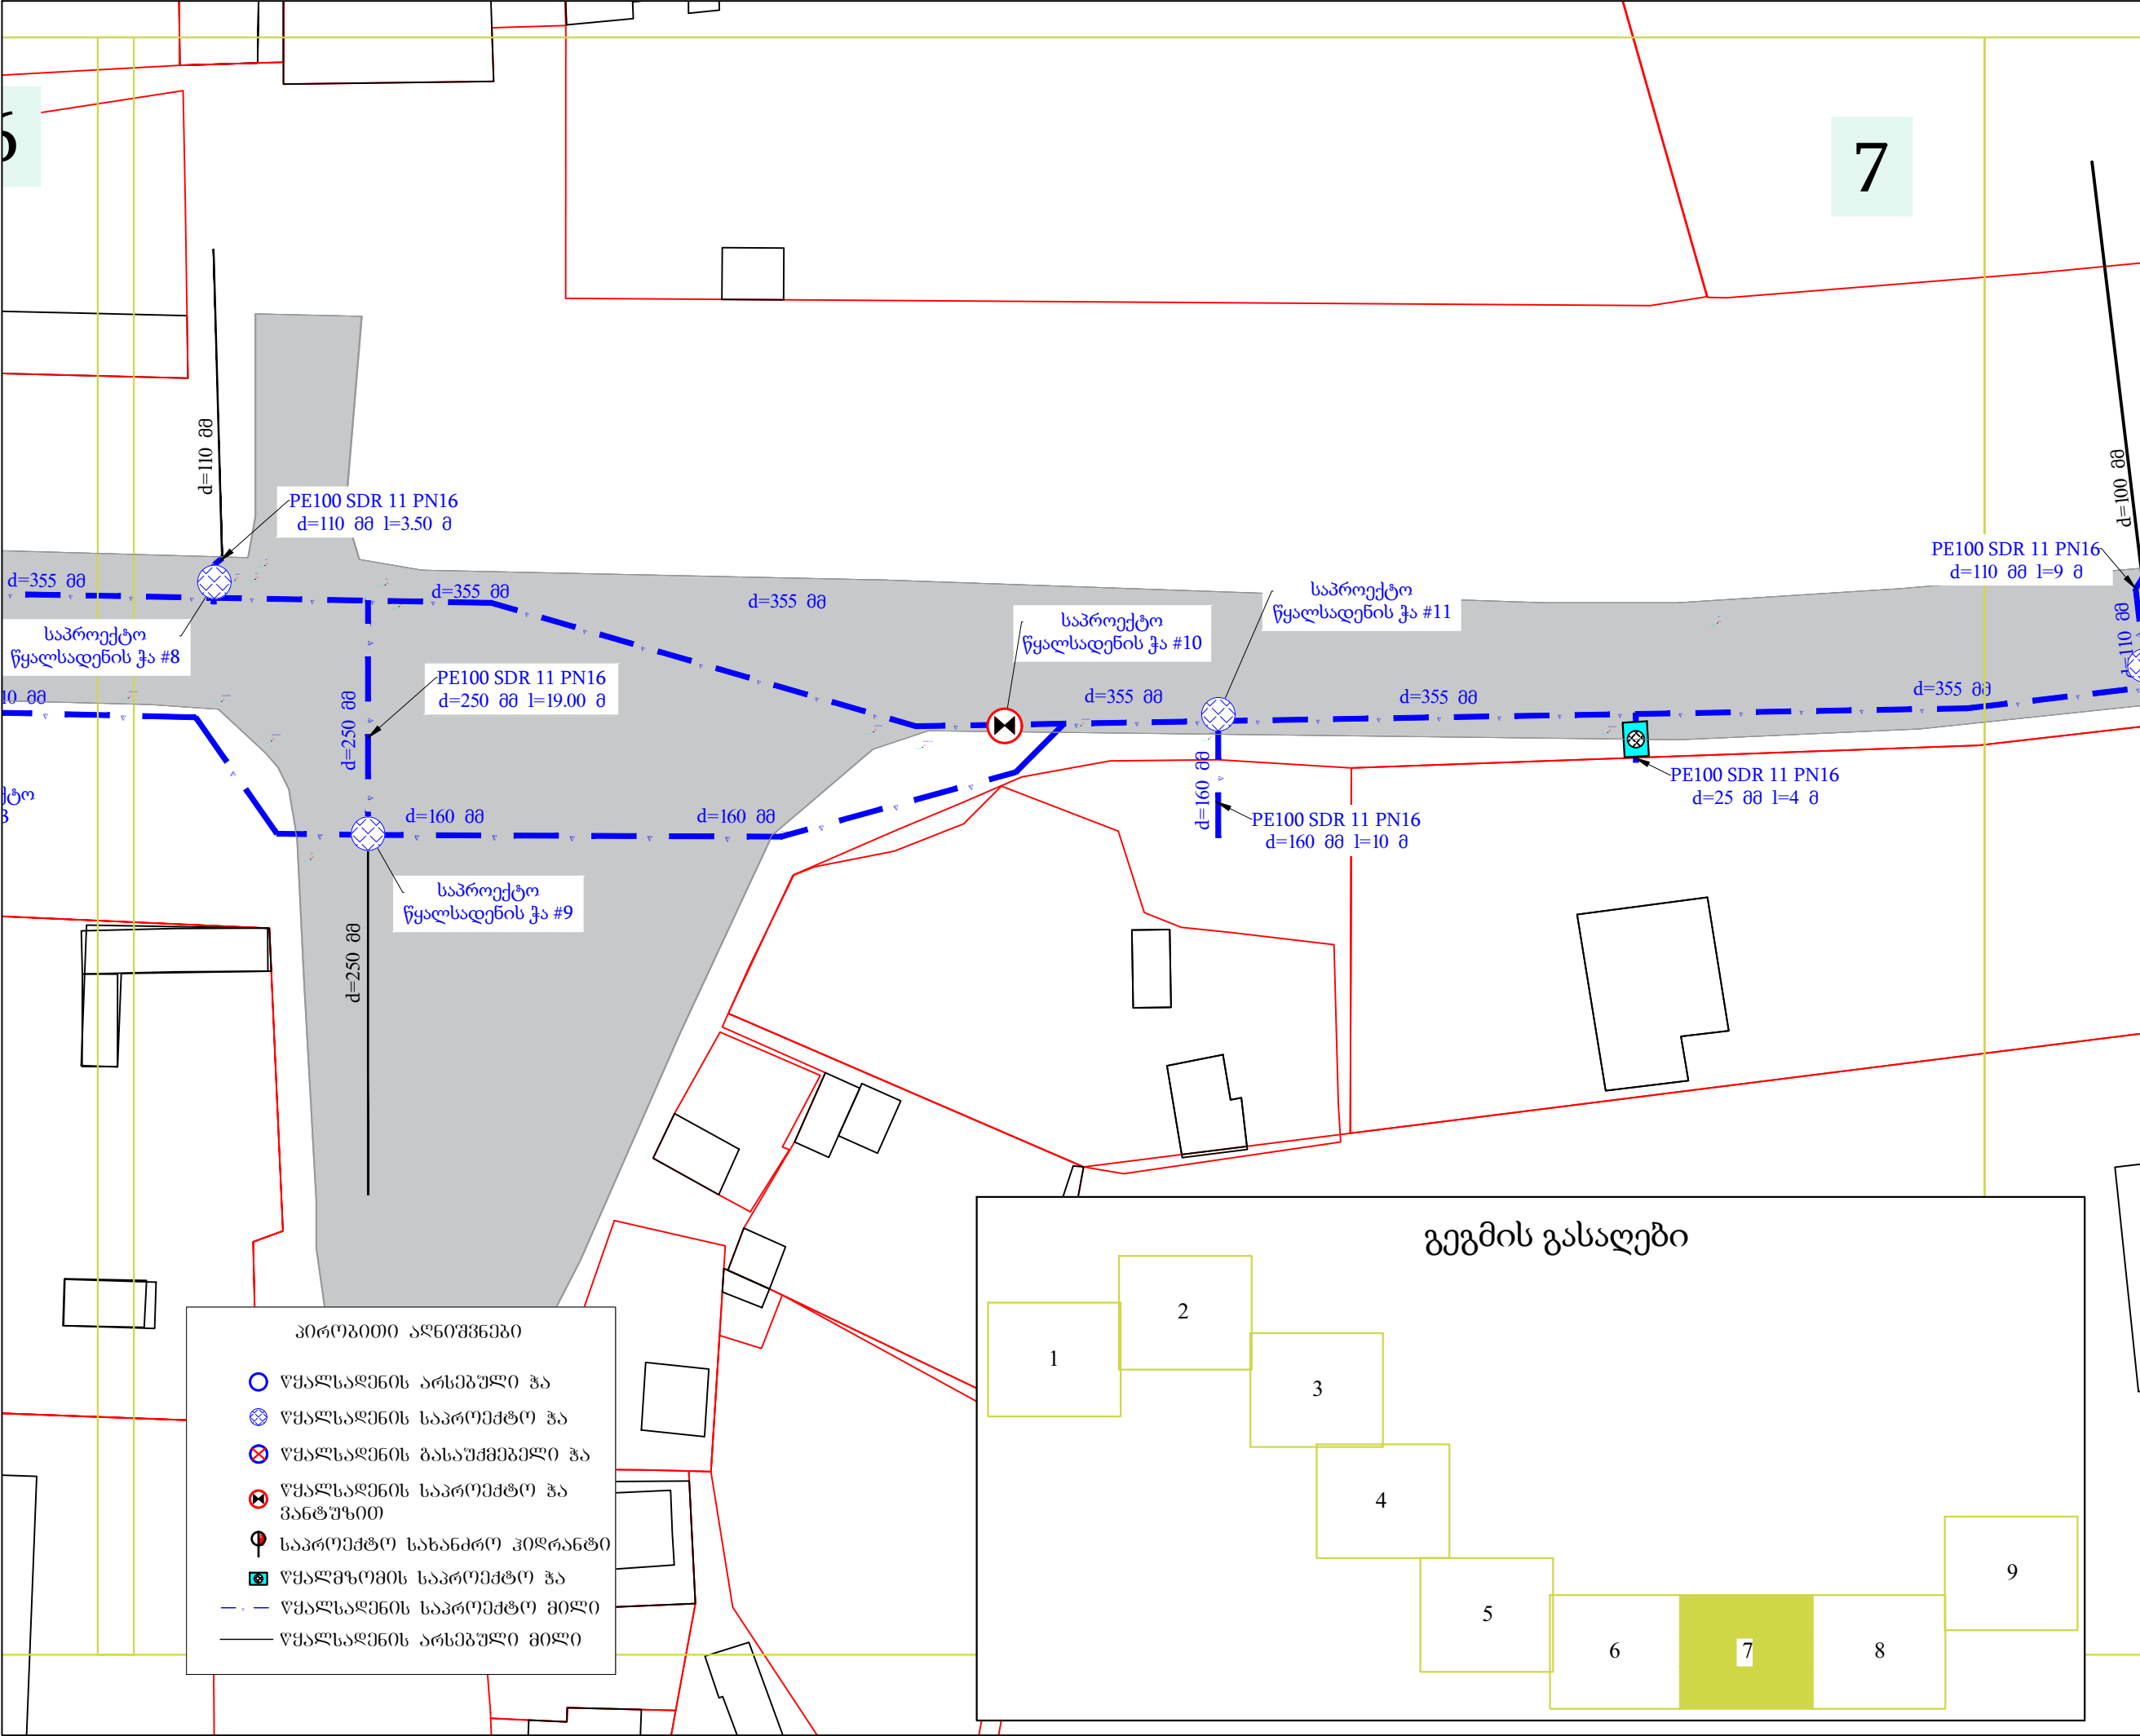 6
7
d=110 მმ
PE100 SDR 11 PN16
d=110 მმ l=3.50 მ
d=100 მმ
PE100 SDR 11 PN16
d=110 მმ l=9 მ
d=355 მმ
d=355 მმ
d=355 მმ
საპროექტო
წყალსადენის ჭა #11
საპროექტო
წყალსადენის ჭა #10
საპროექტო
წყალსადენის ჭა #8
d=110 მმ
PE100 SDR 11 PN16
d=250 მმ l=19.00 მ
d=250 მმ
d=355 მმ
d=355 მმ
d=355 მმ
10 მმ
d=160 მმ
PE100 SDR 11 PN16
d=25 მმ l=4 მ
PE100 SDR 11 PN16
d=160 მმ l=10 მ
d=160 მმ
d=160 მმ
საპროექტო
წყალსადენის ჭა #9
d=250 მმ
გეგმის გასაღები
1
2
3
4
5
6
7
8
9
პირობითი აღნიშვნები
წყალსადენის არსებული ჭა
წყალსადენის საპროექტო ჭა
წყალსადენის გასაუქმებელი ჭა
წყალსადენის საპროექტო ჭა
ვანტუზით
საპროექტო სახანძრო ჰიდრანტი
წყალმზომის საპროექტო ჭა
წყალსადენის საპროექტო მილი
წყალსადენის არსებული მილი